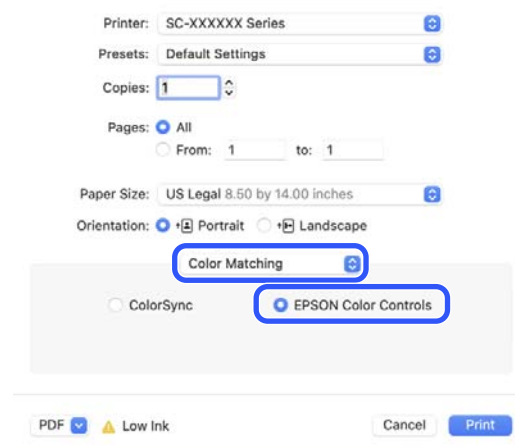 Printer: SC-XXXXXX Series
Presets: Default Settings
Copies: 1
Pages: All
From: 1 to: 1
Paper Size: US Legal 8.50 by 14.00 inches
Orientation: Portrait Landscape
Color Matching
ColorSync EPSON Color Controls
PDF Low Ink Cancel Print